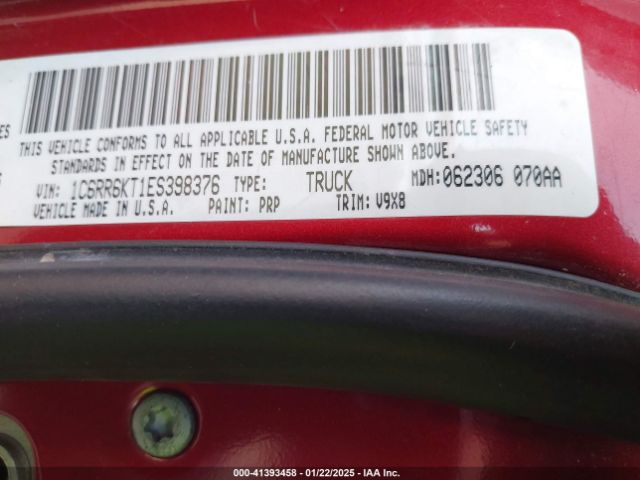 ES
THIS VEHICLE CONFORMS TO ALL APPLICABLE U.S.A. FEDERAL MOTOR VEHICLE SAFETY
STANDARDS IN EFFECT ON THE DATE OF MANUFACTURE SHOWN ABOVE.
S
VIN: 1C6RR6KT1ES398376 TYPE: TRUCK MDH:062306 070AA
VEHICLE MADE IN U.S.A. PAINT: PRP TRIM: V9X8
000-41393458 - 01/22/2025 - IAA Inc.